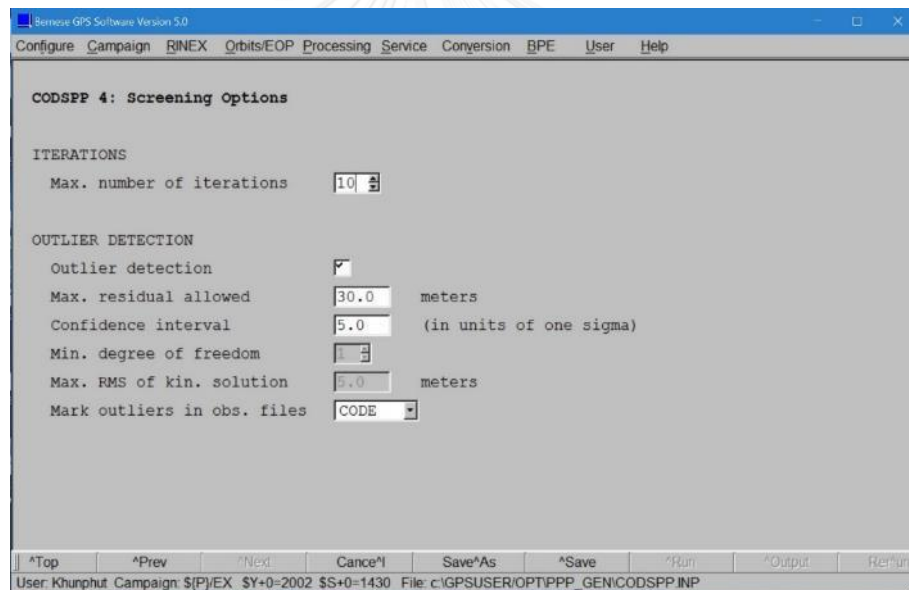 Bernese GPS Software Version 5.0
Configure Campaign RINEX Orbits/EOP Processing Service Conversion BPE User Help
CODSPP 4: Screening Options
ITERATIONS
Max. number of iterations 10
OUTLIER DETECTION
Outlier detection
Max. residual allowed 30.0 meters
Confidence interval 5.0 (in units of one sigma)
Min. degree of freedom 1
Max. RMS of kin. solution 5.0 meters
Mark outliers in obs. files CODE
^Top ^Prev ^Next Cance^l Save^As ^Save ^Run ^Output
User: Khunphut Campaign: ${P}/EX $Y+0=2002 $S+0=1430 File: c:\GPSUSER/OPT\PPP_GEN\CODSPP.INP